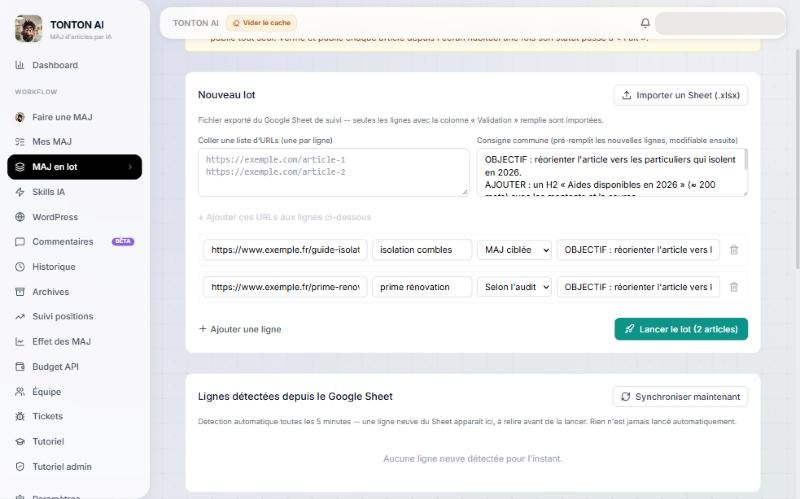 TONTON AI
MAJ d'articles par IA
Dashboard
WORKFLOW
Faire une MAJ
Mes MAJ
MAJ en lot
Skills IA
WordPress
Commentaires BÊTA
Historique
Archives
Suivi positions
Effet des MAJ
Budget API
Équipe
Tickets
Tutoriel
Tutoriel admin
TONTON AI Vider le cache
Nouveau lot
Importer un Sheet (.xlsx)
Fichier exporté du Google Sheet de suivi -- seules les lignes avec la colonne « Validation » remplie sont importées.
Coller une liste d'URLs (une par ligne)
https://exemple.com/article-1
https://exemple.com/article-2
Consigne commune (pré-remplit les nouvelles lignes, modifiable ensuite)
OBJECTIF : réorienter l'article vers les particuliers qui isolent
en 2026.
AJOUTER : un H2 « Aides disponibles en 2026 » (≈ 200
+ Ajouter ces URLs aux lignes ci-dessous
https://www.exemple.fr/guide-isolat isolation combles MAJ ciblée OBJECTIF : réorienter l'article vers l
https://www.exemple.fr/prime-renov prime rénovation Selon l'audit OBJECTIF : réorienter l'article vers l
+ Ajouter une ligne
Lancer le lot (2 articles)
Lignes détectées depuis le Google Sheet
Synchroniser maintenant
Détection automatique toutes les 5 minutes — une ligne neuve du Sheet apparaît ici, à relire avant de la lancer. Rien n'est jamais lancé automatiquement.
Aucune ligne neuve détectée pour l'instant.